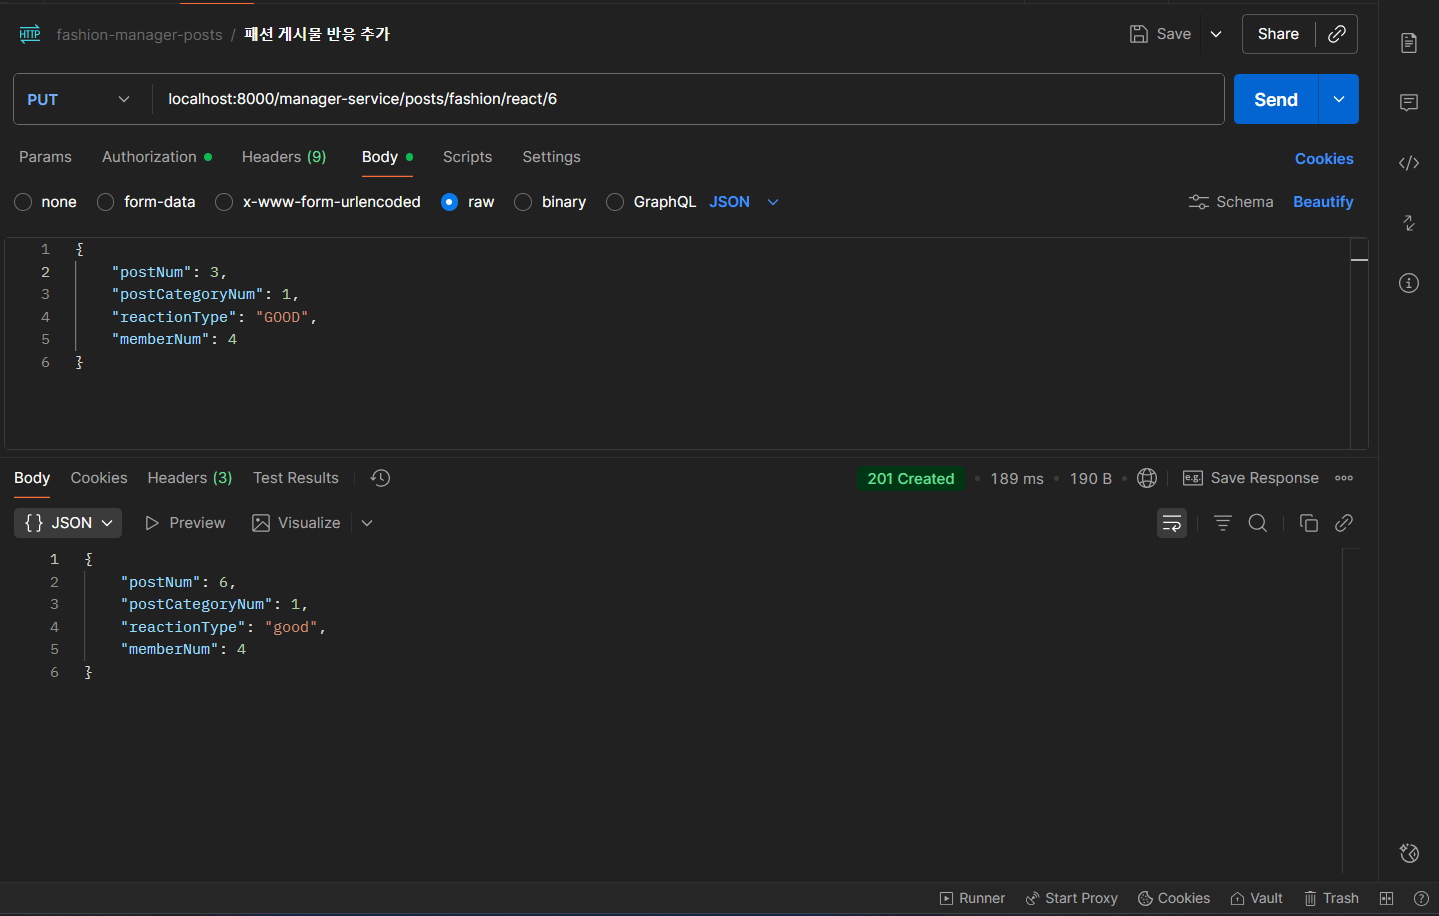 HTTP fashion-manager-posts / 패션 게시물 반응 추가 Save Share
PUT localhost:8000/manager-service/posts/fashion/react/6 Send
Params Authorization Headers (9) Body Scripts Settings Cookies
none form-data x-www-form-urlencoded raw binary GraphQL JSON Schema Beautify
1 {
2 "postNum": 3,
3 "postCategoryNum": 1,
4 "reactionType": "GOOD",
5 "memberNum": 4
6 }
Body Cookies Headers (3) Test Results 201 Created 189 ms 190 B e.g. Save Response
{} JSON Preview Visualize
1 {
2 "postNum": 6,
3 "postCategoryNum": 1,
4 "reactionType": "good",
5 "memberNum": 4
6 }
Runner Start Proxy Cookies Vault Trash